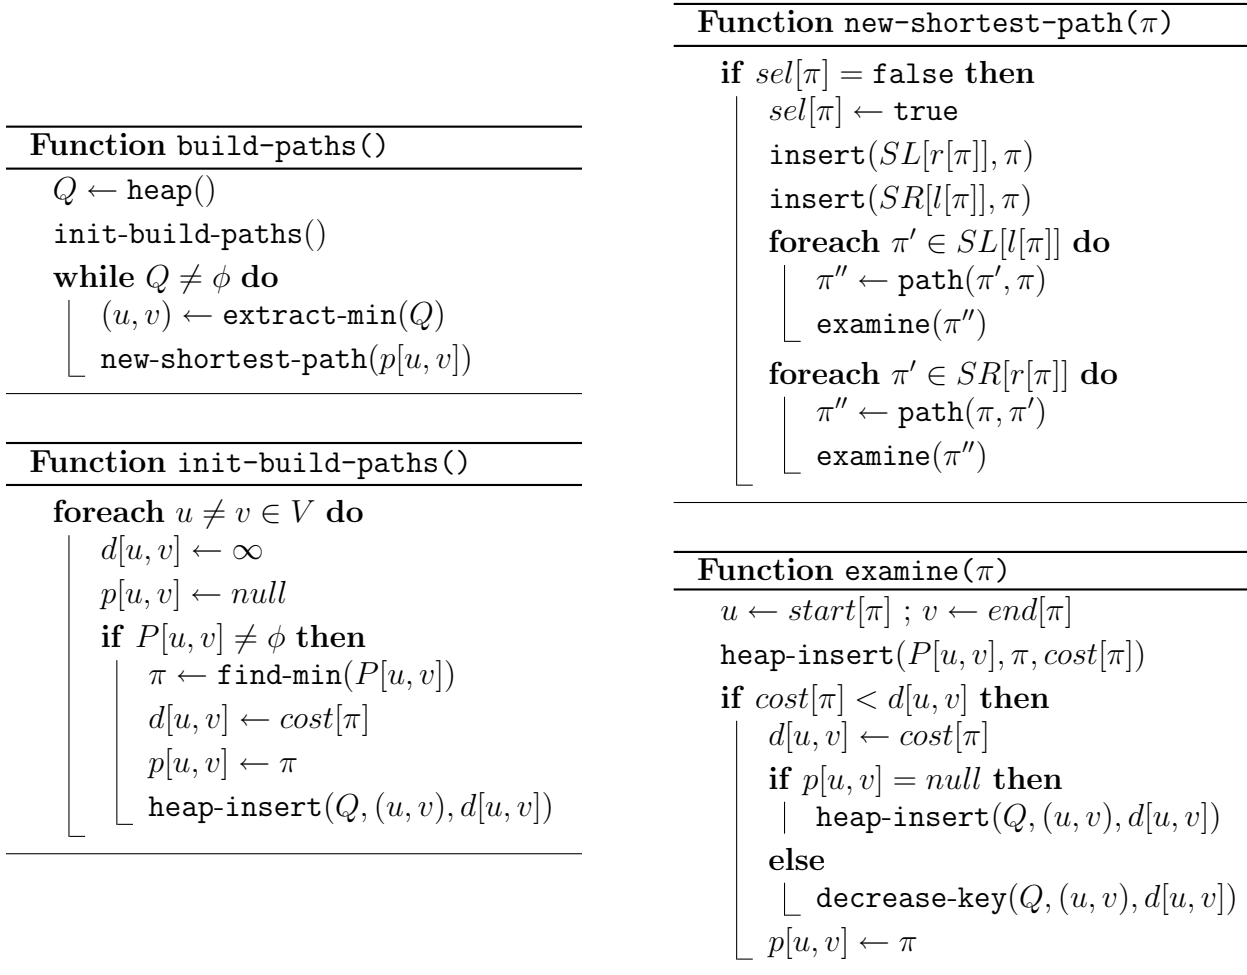 Function build-paths()
Q ← heap()
init-build-paths()
while Q ≠ ϕ do
(u, v) ← extract-min(Q)
new-shortest-path(p[u, v])
Function init-build-paths()
foreach u ≠ v ∈ V do
d[u, v] ← ∞
p[u, v] ← null
if P[u, v] ≠ ϕ then
π ← find-min(P[u, v])
d[u, v] ← cost[π]
p[u, v] ← π
heap-insert(Q, (u, v), d[u, v])
Function new-shortest-path(π)
if sel[π] = false then
sel[π] ← true
insert(SL[r[π]], π)
insert(SR[l[π]], π)
foreach π′ ∈ SL[l[π]] do
π″ ← path(π′, π)
examine(π″)
foreach π′ ∈ SR[r[π]] do
π″ ← path(π, π′)
examine(π″)
Function examine(π)
u ← start[π] ; v ← end[π]
heap-insert(P[u, v], π, cost[π])
if cost[π] < d[u, v] then
d[u, v] ← cost[π]
if p[u, v] = null then
heap-insert(Q, (u, v), d[u, v])
else
decrease-key(Q, (u, v), d[u, v])
p[u, v] ← π